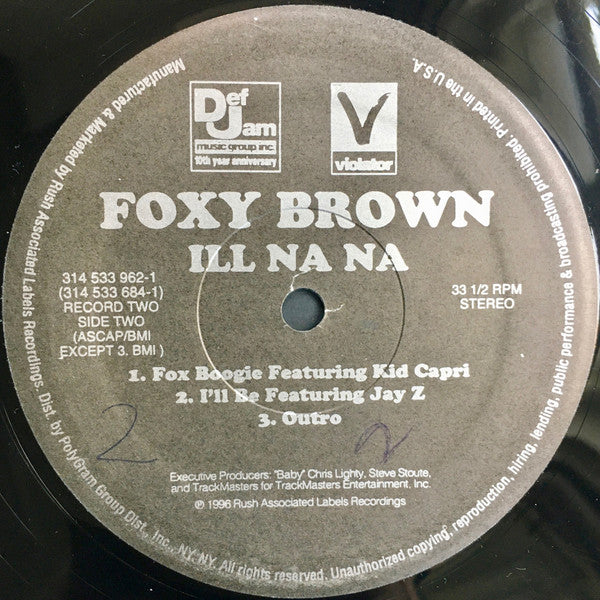 Def
Jam
music group inc.
10th year anniversary
V
violator
FOXY BROWN
ILL NA NA
314 533 962-1
(314 533 684-1)
RECORD TWO
SIDE TWO
(ASCAP/BMI
EXCEPT 3. BMI )
33 1/2 RPM
STEREO
1. Fox Boogie Featuring Kid Capri
2. I'll Be Featuring Jay Z
3. Outro
2
2
Executive Producers: "Baby" Chris Lighty, Steve Stoute,
and TrackMasters for TrackMasters Entertainment, Inc.
℗ 1996 Rush Associated Labels Recordings
Manufactured & Marketed by Rush Associated Labels Recordings. Dist. by PolyGram Group Dist., Inc., NY, NY. All rights reserved. Unauthorized copying, reproduction, hiring, lending, public performance & broadcasting prohibited. Printed in the U.S.A.